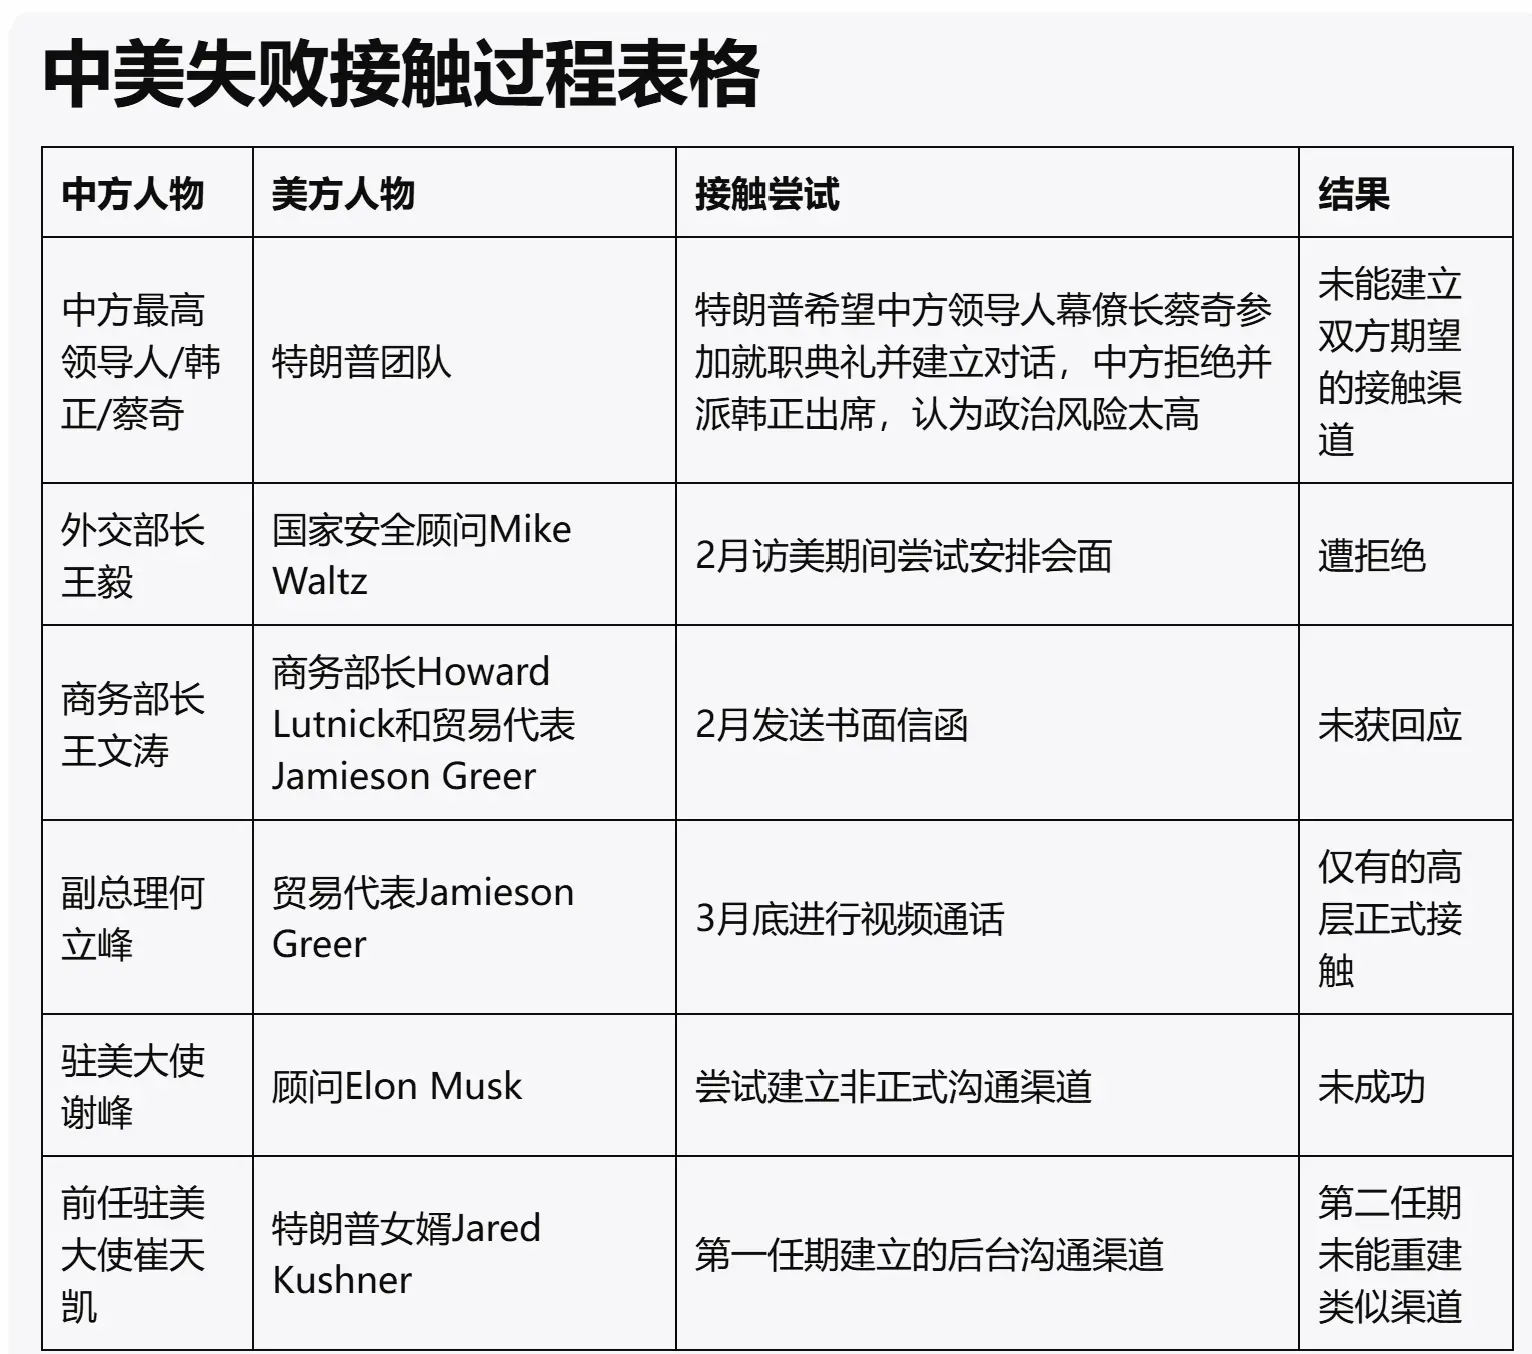 中美失败接触过程表格
中方人物
美方人物
接触尝试
结果
中方最高
领导人/韩
正/蔡奇
特朗普团队
特朗普希望中方领导人幕僚长蔡奇参
加就职典礼并建立对话，中方拒绝并
派韩正出席，认为政治风险太高
未能建立
双方期望
的接触渠
道
外交部长
王毅
国家安全顾问Mike
Waltz
2月访美期间尝试安排会面
遭拒绝
商务部长
王文涛
商务部长Howard
Lutnick和贸易代表
Jamieson Greer
2月发送书面信函
未获回应
副总理何
立峰
贸易代表Jamieson
Greer
3月底进行视频通话
仅有的高
层正式接
触
驻美大使
谢峰
顾问Elon Musk
尝试建立非正式沟通渠道
未成功
前任驻美
大使崔天
凯
特朗普女婿Jared
Kushner
第一任期建立的后台沟通渠道
第二任期
未能重建
类似渠道